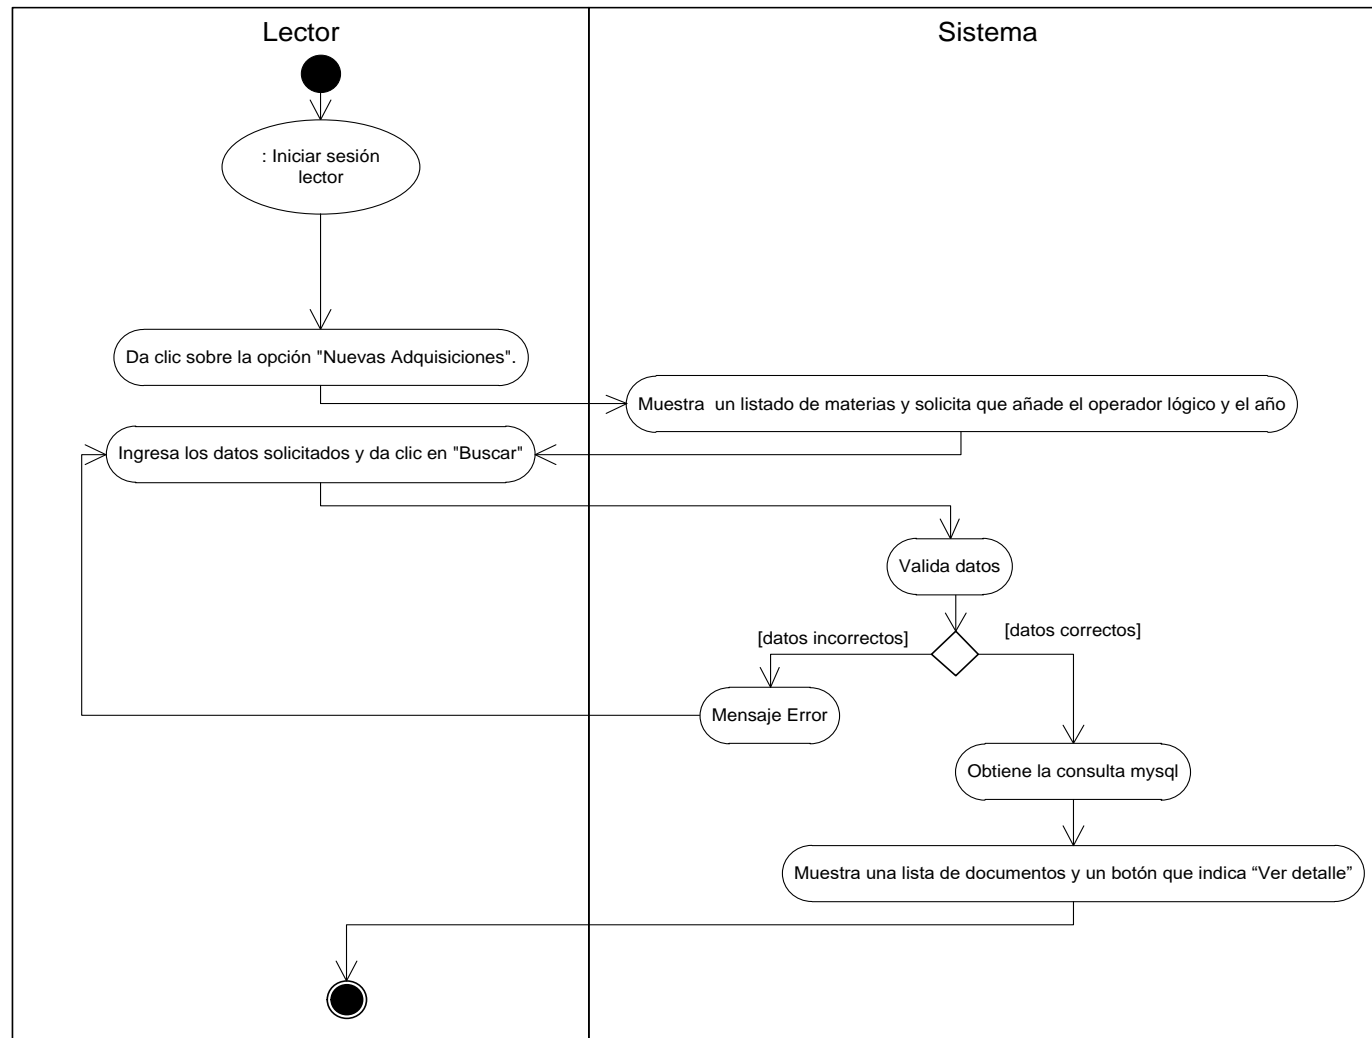 Lector
Sistema
: Iniciar sesión
lector
Da clic sobre la opción "Nuevas Adquisiciones".
Muestra  un listado de materias y solicita que añade el operador lógico y el año
Ingresa los datos solicitados y da clic en "Buscar"
Valida datos
[datos incorrectos]
[datos correctos]
Mensaje Error
Obtiene la consulta mysql
Muestra una lista de documentos y un botón que indica “Ver detalle”